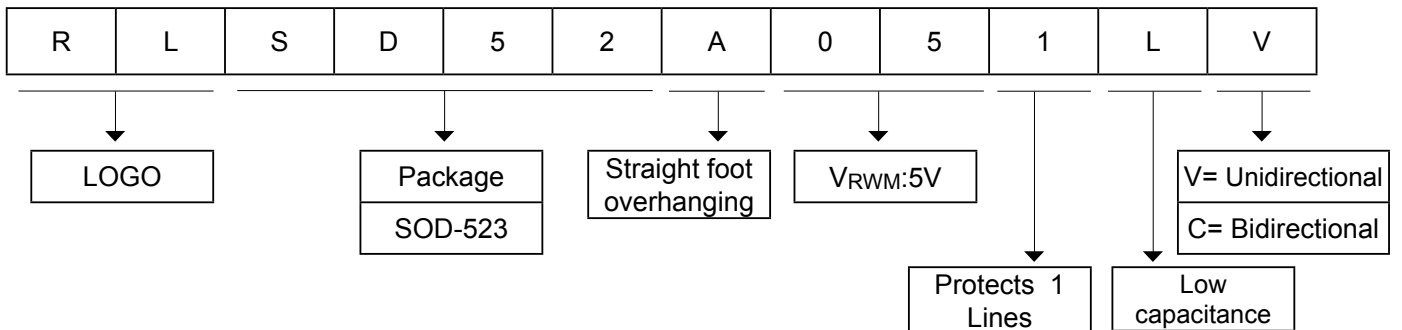 R L S D 5 2 A 0 5 1 L V
LOGO
Package
SOD-523
Straight foot
overhanging
VRWM:5V
V= Unidirectional
C= Bidirectional
Protects 1
Lines
Low
capacitance